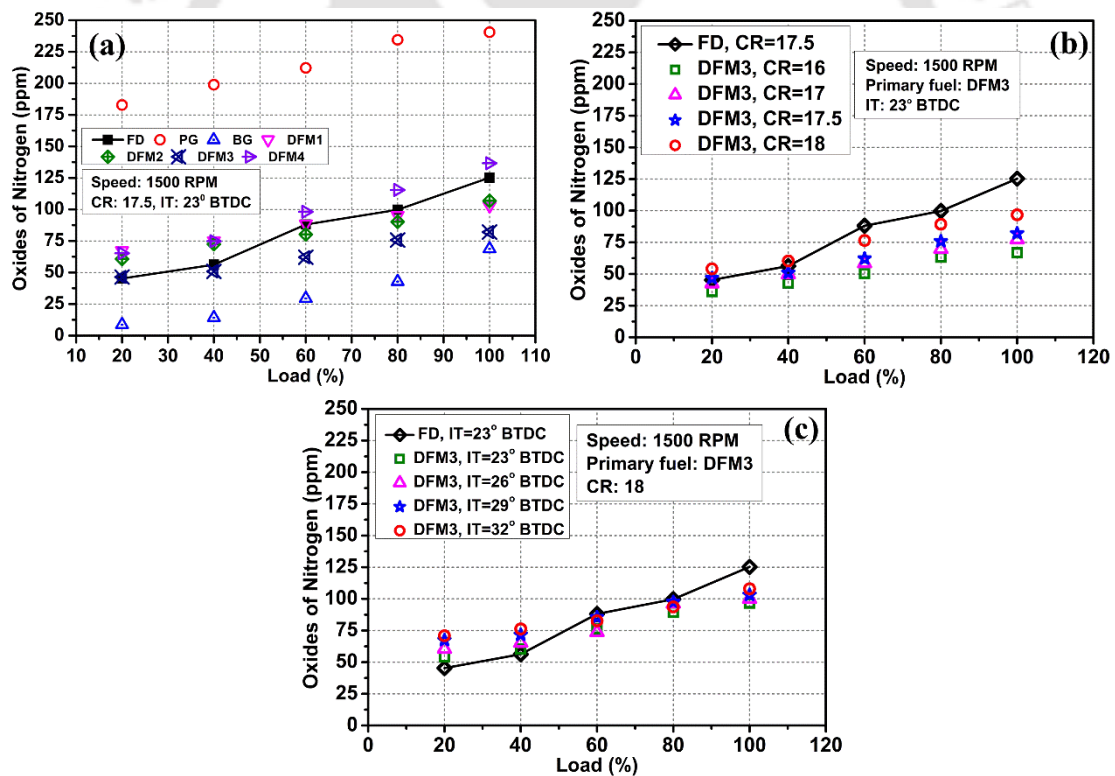 (a)
Oxides of Nitrogen (ppm)
250
225
200
175
150
125
100
75
50
25
0
FD PG BG DFM1
DFM2 DFM3 DFM4
Speed: 1500 RPM
CR: 17.5, IT: 23° BTDC
10 20 30 40 50 60 70 80 90 100 110
Load (%)
(b)
Oxides of Nitrogen (ppm)
250
225
200
175
150
125
100
75
50
25
0
FD, CR=17.5
DFM3, CR=16
DFM3, CR=17
DFM3, CR=17.5
DFM3, CR=18
Speed: 1500 RPM
Primary fuel: DFM3
IT: 23° BTDC
0 20 40 60 80 100 120
Load (%)
(c)
Oxides of Nitrogen (ppm)
250
225
200
175
150
125
100
75
50
25
0
FD, IT=23° BTDC
DFM3, IT=23° BTDC
DFM3, IT=26° BTDC
DFM3, IT=29° BTDC
DFM3, IT=32° BTDC
Speed: 1500 RPM
Primary fuel: DFM3
CR: 18
0 20 40 60 80 100 120
Load (%)